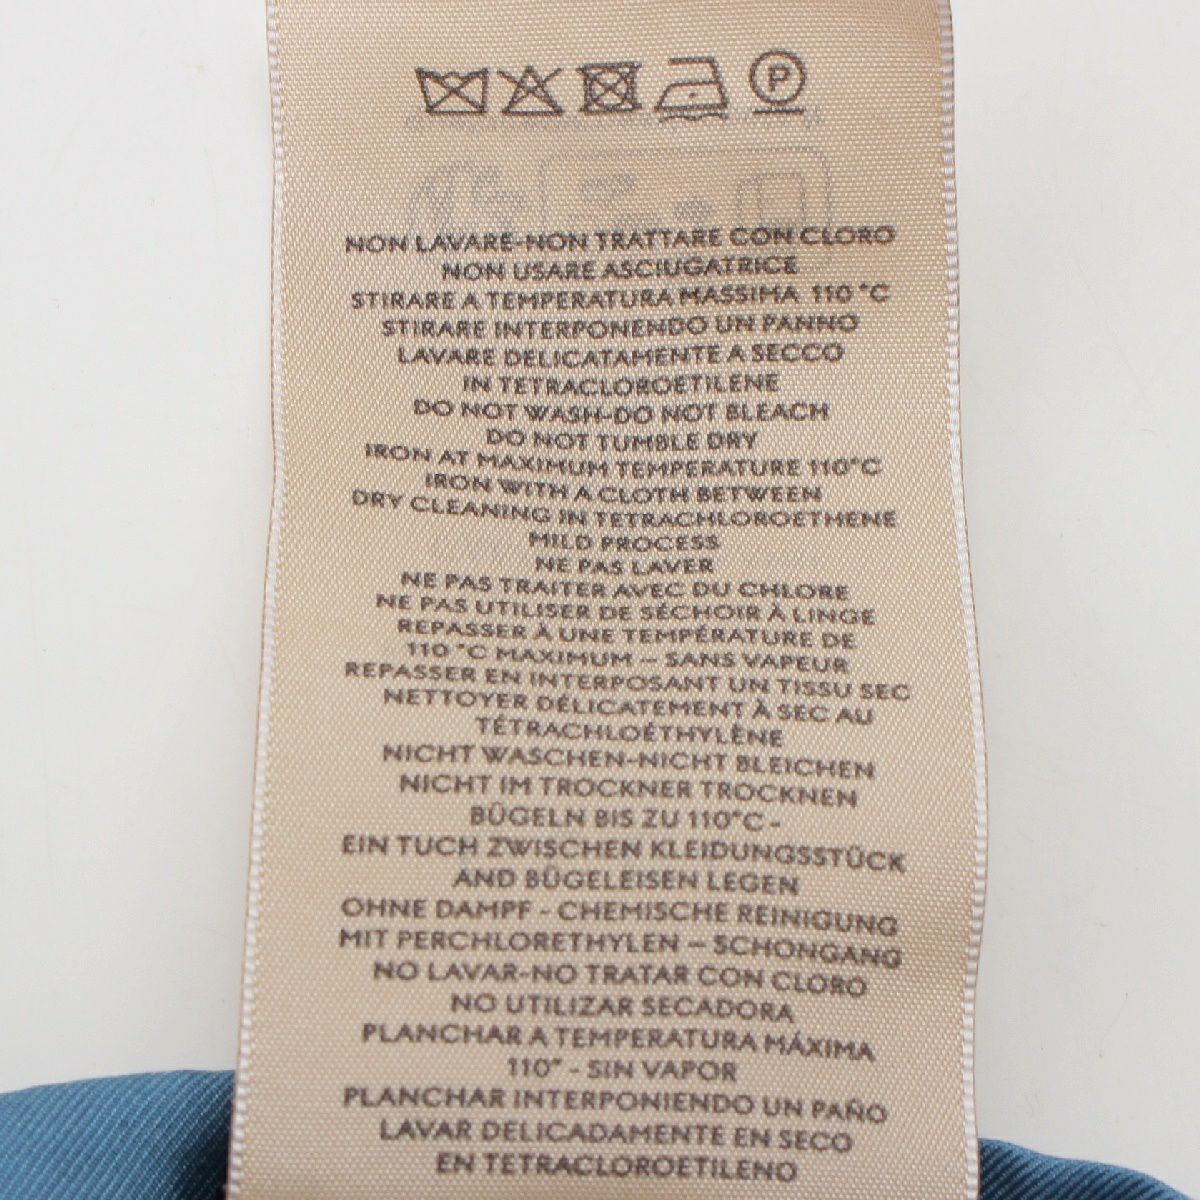 P
NON LAVARE-NON TRATTARE CON CLORO
NON USARE ASCIUGATRICE
STIRARE A TEMPERATURA MASSIMA 110 °C
STIRARE INTERPONENDO UN PANNO
LAVARE DELICATAMENTE A SECCO
IN TETRACLOROETILENE
DO NOT WASH-DO NOT BLEACH
DO NOT TUMBLE DRY
IRON AT MAXIMUM TEMPERATURE 110°C
IRON WITH A CLOTH BETWEEN
DRY CLEANING IN TETRACHLOROETHENE
MILD PROCESS
NE PAS LAVER
NE PAS TRAITER AVEC DU CHLORE
NE PAS UTILISER DE SÉCHOIR À LINGE
REPASSER À UNE TEMPÉRATURE DE
110 °C MAXIMUM – SANS VAPEUR
REPASSER EN INTERPOSANT UN TISSU SEC
NETTOYER DÉLICATEMENT À SEC AU
TÉTRACHLOÉTHYLÈNE
NICHT WASCHEN-NICHT BLEICHEN
NICHT IM TROCKNER TROCKNEN
BÜGELN BIS ZU 110°C -
EIN TUCH ZWISCHEN KLEIDUNGSSTÜCK
AND BÜGELEISEN LEGEN
OHNE DAMPF - CHEMISCHE REINIGUNG
MIT PERCHLORETHYLEN – SCHONGANG
NO LAVAR-NO TRATAR CON CLORO
NO UTILIZAR SECADORA
PLANCHAR A TEMPERATURA MÁXIMA
110° - SIN VAPOR
PLANCHAR INTERPONIENDO UN PAÑO
LAVAR DELICADAMENTE EN SECO
EN TETRACLOROETILENO